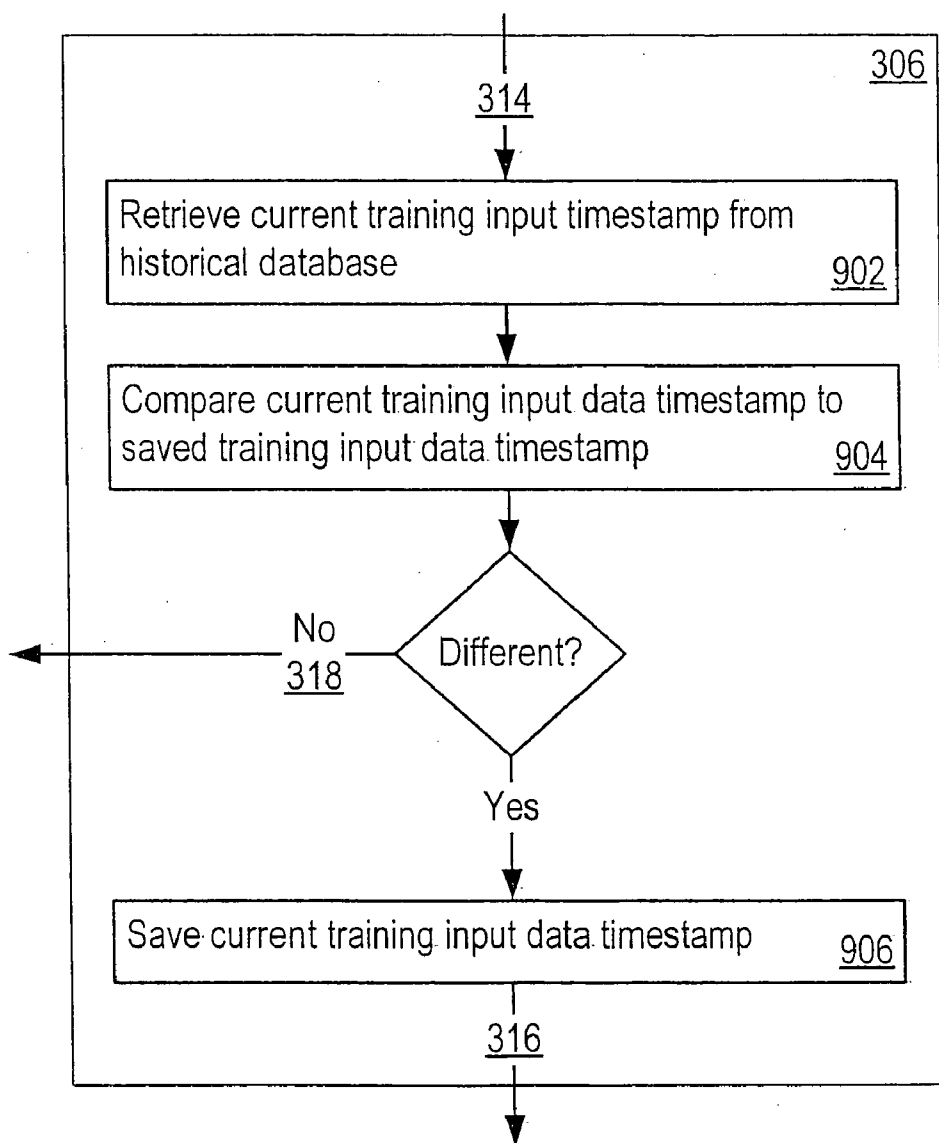 306
314
Retrieve current training input timestamp from
historical database
902
Compare current training input data timestamp to
saved training input data timestamp
904
Different?
No
318
Yes
Save current training input data timestamp
906
316